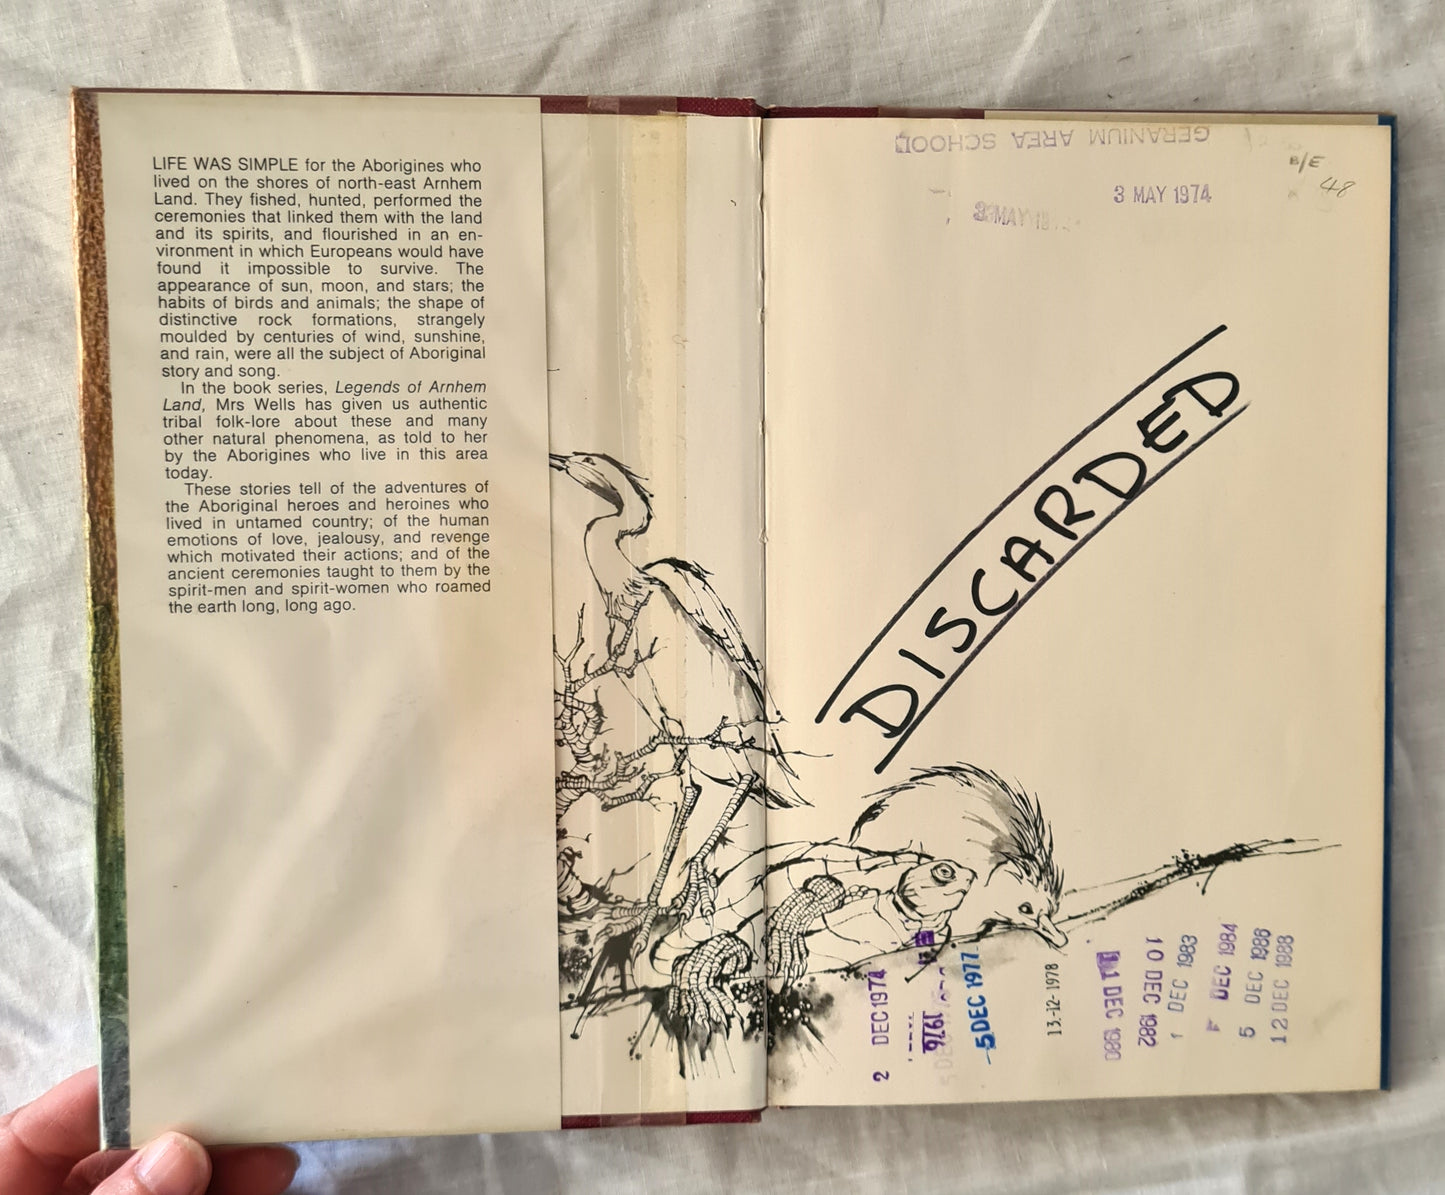 LIFE WAS SIMPLE for the Aborigines who
lived on the shores of north-east Arnhem
Land. They fished, hunted, performed the
ceremonies that linked them with the land
and its spirits, and flourished in an en-
vironment in which Europeans would have
found it impossible to survive. The
appearance of sun, moon, and stars; the
habits of birds and animals; the shape of
distinctive rock formations, strangely
moulded by centuries of wind, sunshine,
and rain, were all the subject of Aboriginal
story and song.
In the book series, Legends of Arnhem
Land, Mrs Wells has given us authentic
tribal folk-lore about these and many
other natural phenomena, as told to her
by the Aborigines who live in this area
today.
These stories tell of the adventures of
the Aboriginal heroes and heroines who
lived in untamed country; of the human
emotions of love, jealousy, and revenge
which motivated their actions; and of the
ancient ceremonies taught to them by the
spirit-men and spirit-women who roamed
the earth long, long ago.
GERANIUM AREA SCHOOL
B/E
48
3 MAY 1974
MAY
DISCARDED
2 DEC 1974
1976
5 DEC 1977
13.-12-1978
11 DEC 1980
10 DEC 1982
1 DEC 1983
DEC 1984
5 DEC 1986
12 DEC 1988